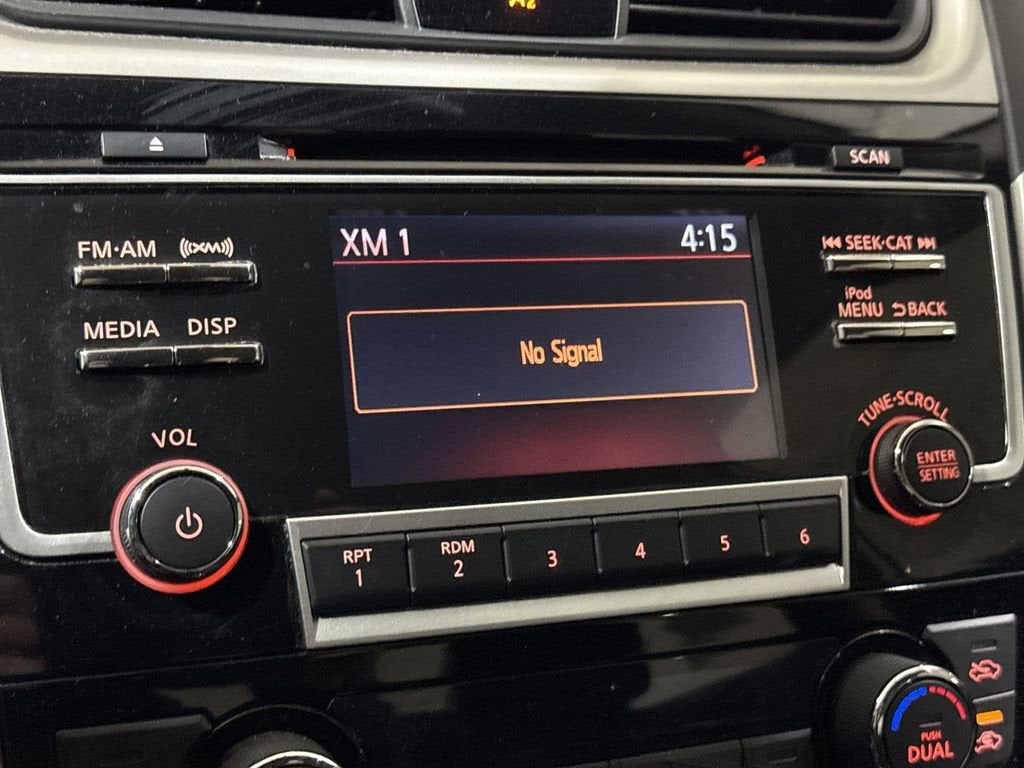 A2
SCAN
FM·AM
((XM))
XM 1
4:15
SEEK·CAT
iPod
MENU
BACK
MEDIA
DISP
No Signal
VOL
TUNE·SCROLL
ENTER
SETTING
RPT
1
RDM
2
3
4
5
6
PUSH
DUAL